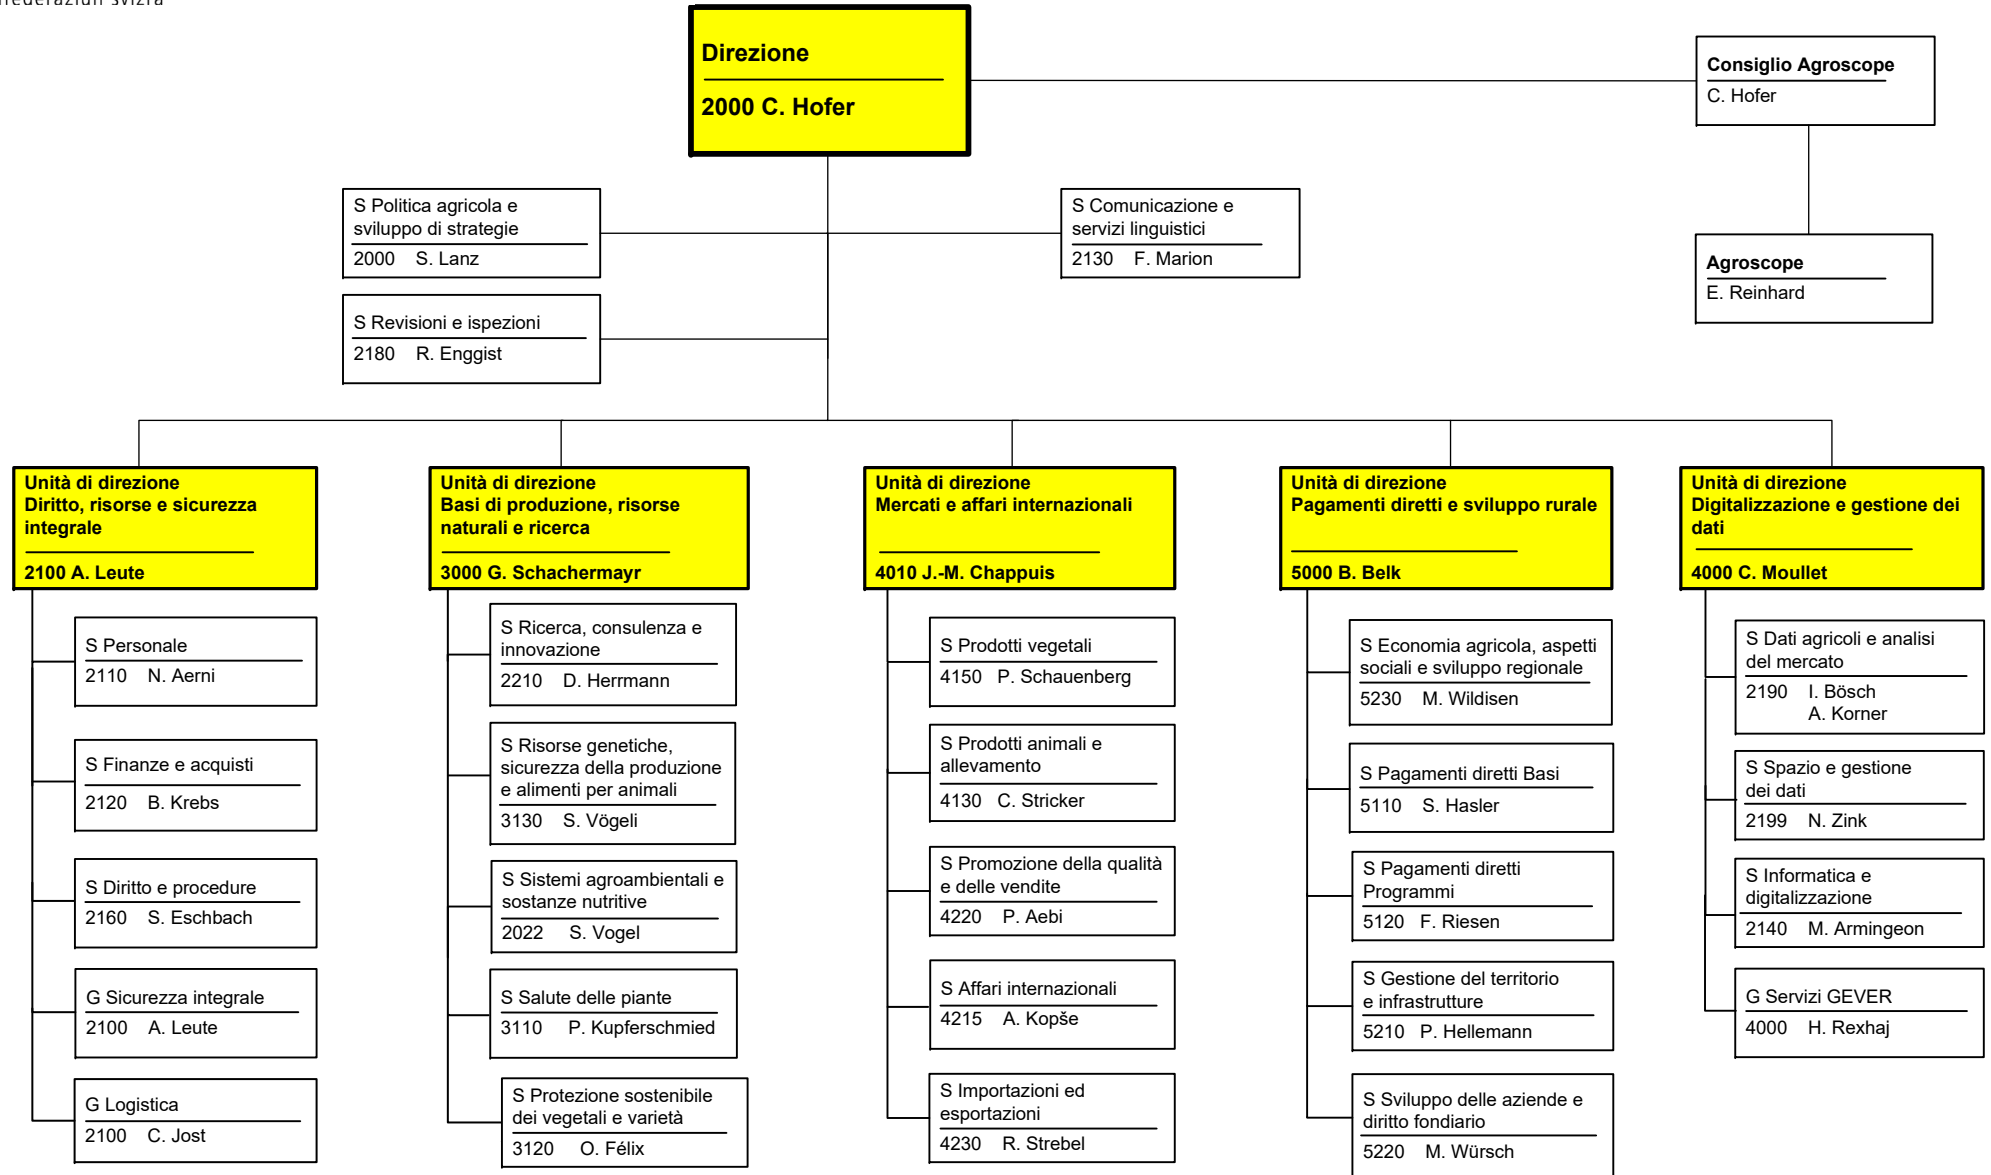 Confederaziun svizra
Direzione
2000 C. Hofer
Consiglio Agroscope
C. Hofer
Agroscope
E. Reinhard
S Politica agricola e
sviluppo di strategie
2000 S. Lanz
S Comunicazione e
servizi linguistici
2130 F. Marion
S Revisioni e ispezioni
2180 R. Enggist
Unità di direzione
Diritto, risorse e sicurezza
integrale
2100 A. Leute
S Personale
2110 N. Aerni
S Finanze e acquisti
2120 B. Krebs
S Diritto e procedure
2160 S. Eschbach
G Sicurezza integrale
2100 A. Leute
G Logistica
2100 C. Jost
Unità di direzione
Basi di produzione, risorse
naturali e ricerca
3000 G. Schachermayr
S Ricerca, consulenza e
innovazione
2210 D. Herrmann
S Risorse genetiche,
sicurezza della produzione
e alimenti per animali
3130 S. Vögeli
S Sistemi agroambientali e
sostanze nutritive
2022 S. Vogel
S Salute delle piante
3110 P. Kupferschmied
S Protezione sostenibile
dei vegetali e varietà
3120 O. Félix
Unità di direzione
Mercati e affari internazionali
4010 J.-M. Chappuis
S Prodotti vegetali
4150 P. Schauenberg
S Prodotti animali e
allevamento
4130 C. Stricker
S Promozione della qualità
e delle vendite
4220 P. Aebi
S Affari internazionali
4215 A. Kopše
S Importazioni ed
esportazioni
4230 R. Strebel
Unità di direzione
Pagamenti diretti e sviluppo rurale
5000 B. Belk
S Economia agricola, aspetti
sociali e sviluppo regionale
5230 M. Wildisen
S Pagamenti diretti Basi
5110 S. Hasler
S Pagamenti diretti
Programmi
5120 F. Riesen
S Gestione del territorio
e infrastrutture
5210 P. Hellemann
S Sviluppo delle aziende e
diritto fondiario
5220 M. Würsch
Unità di direzione
Digitalizzazione e gestione dei
dati
4000 C. Moullet
S Dati agricoli e analisi
del mercato
2190 I. Bösch
A. Korner
S Spazio e gestione
dei dati
2199 N. Zink
S Informatica e
digitalizzazione
2140 M. Armingeon
G Servizi GEVER
4000 H. Rexhaj